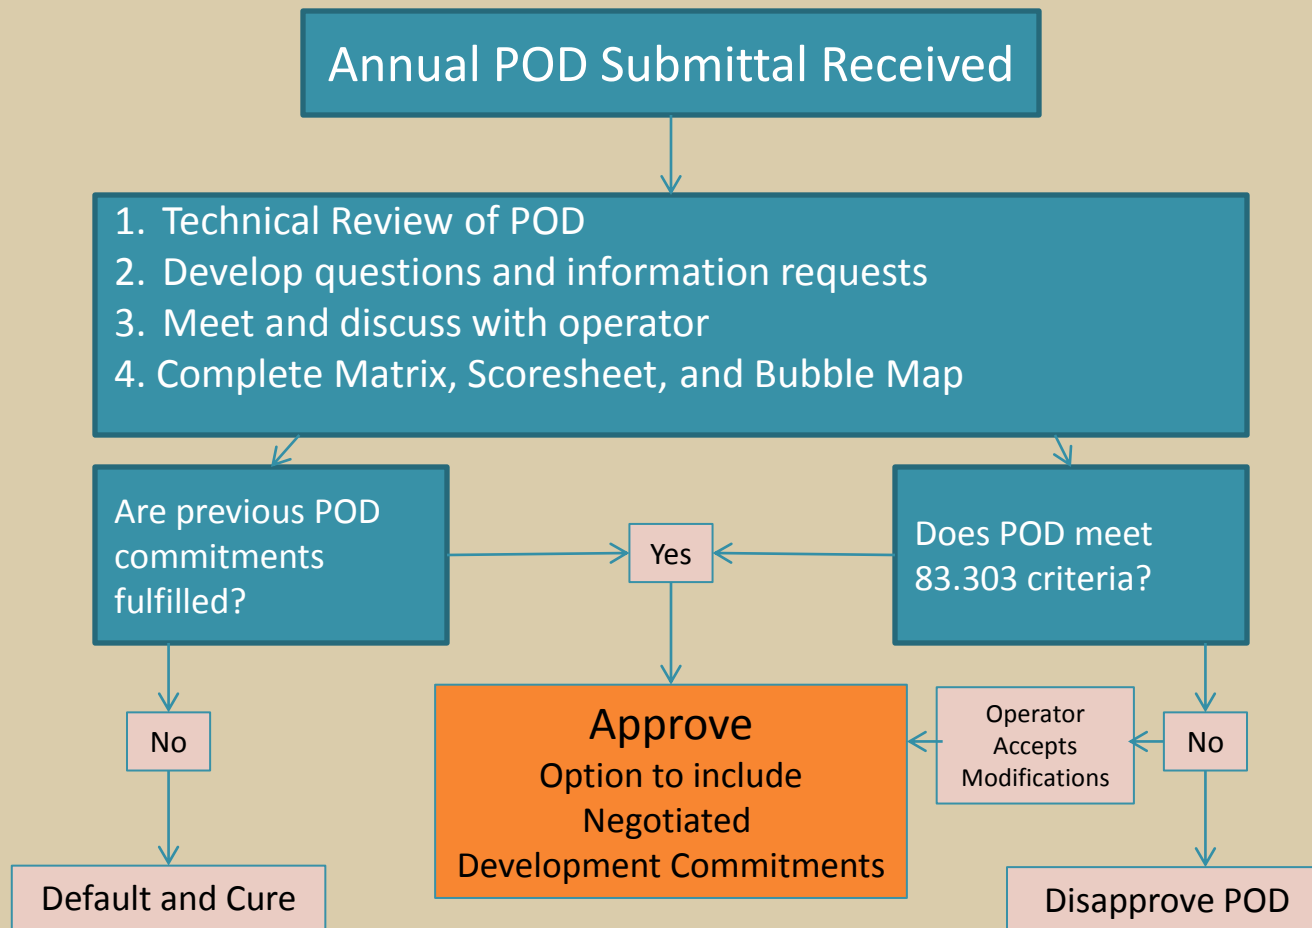 Annual POD Submittal Received
1. Technical Review of POD
2. Develop questions and information requests
3. Meet and discuss with operator
4. Complete Matrix, Scoresheet, and Bubble Map
Are previous POD
commitments
fulfilled?
Yes
Does POD meet
83.303 criteria?
No
Approve
Option to include
Negotiated
Development Commitments
Operator
Accepts
Modifications
No
Default and Cure
Disapprove POD